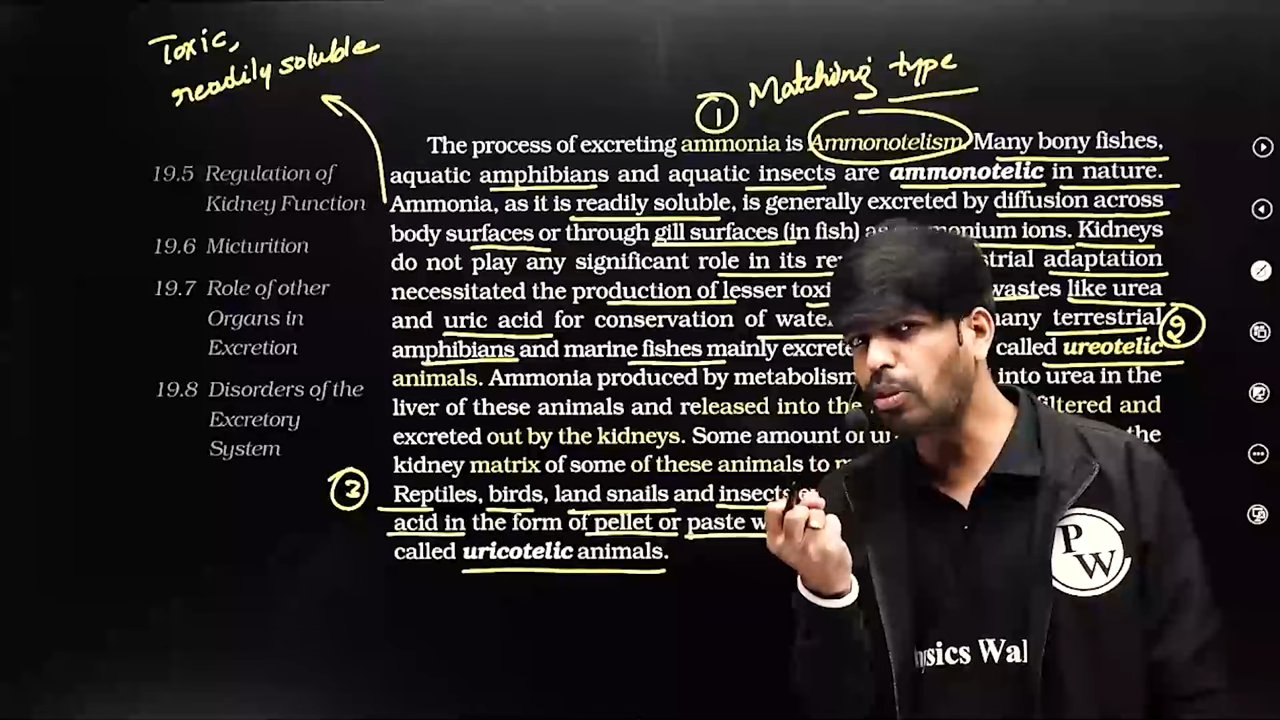 Toxic,
readily soluble
① Matching type
The process of excreting ammonia is Ammonotelism. Many bony fishes,
aquatic amphibians and aquatic insects are ammonotelic in nature.
Ammonia, as it is readily soluble, is generally excreted by diffusion across
body surfaces or through gill surfaces (in fish) as monium ions. Kidneys
do not play any significant role in its re strial adaptation
necessitated the production of lesser toxi wastes like urea
and uric acid for conservation of water. many terrestrial ②
amphibians and marine fishes mainly excrete called ureotelic
animals. Ammonia produced by metabolism into urea in the
liver of these animals and released into the filtered and
excreted out by the kidneys. Some amount of the
kidney matrix of some of these animals to
③ Reptiles, birds, land snails and insects
acid in the form of pellet or paste
called uricotelic animals.
19.5 Regulation of
Kidney Function
19.6 Micturition
19.7 Role of other
Organs in
Excretion
19.8 Disorders of the
Excretory
System
PW
ysics Wal